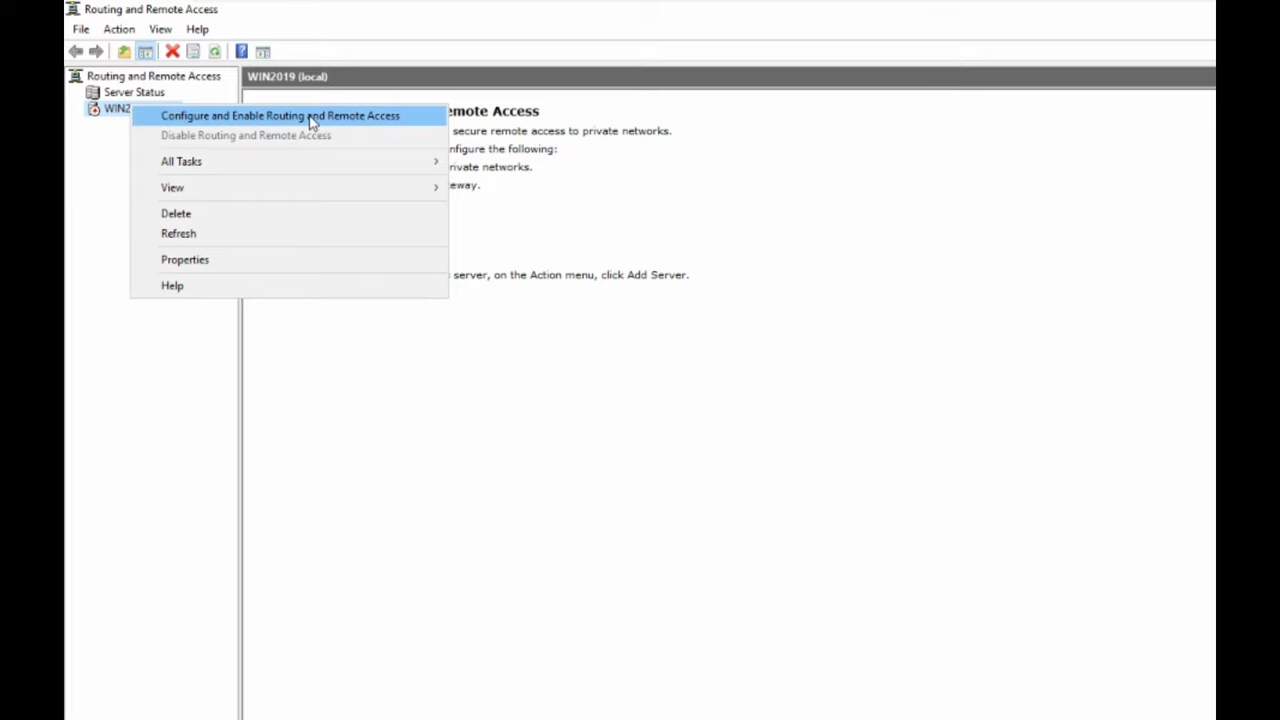 Routing and Remote Access
File Action View Help
Routing and Remote Access
WIN2019 (local)
Server Status
WIN2
Configure and Enable Routing and Remote Access
Disable Routing and Remote Access
All Tasks
View
Delete
Refresh
Properties
Help
emote Access
secure remote access to private networks.
nfigure the following:
rivate networks.
eway.
server, on the Action menu, click Add Server.